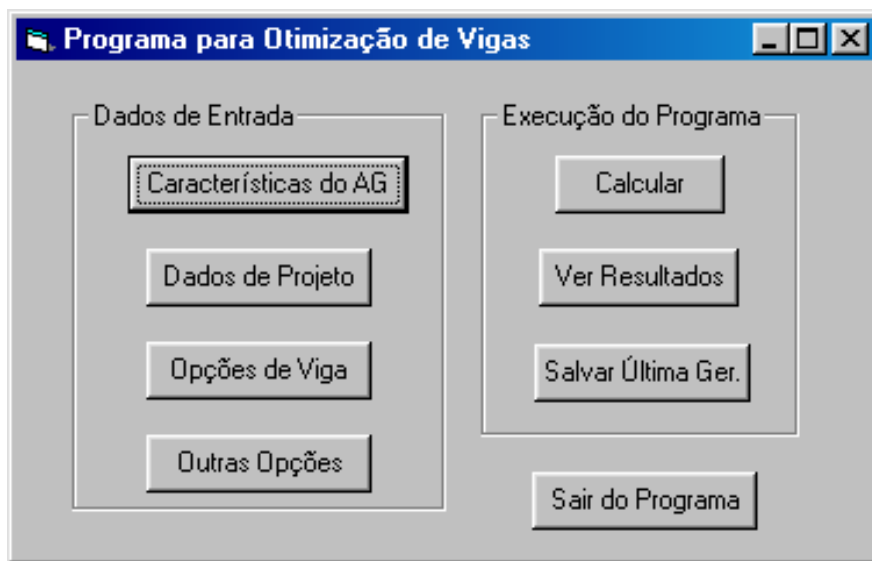 Programa para Otimização de Vigas
Dados de Entrada
Características do AG
Dados de Projeto
Opções de Viga
Outras Opções
Execução do Programa
Calcular
Ver Resultados
Salvar Última Ger.
Sair do Programa